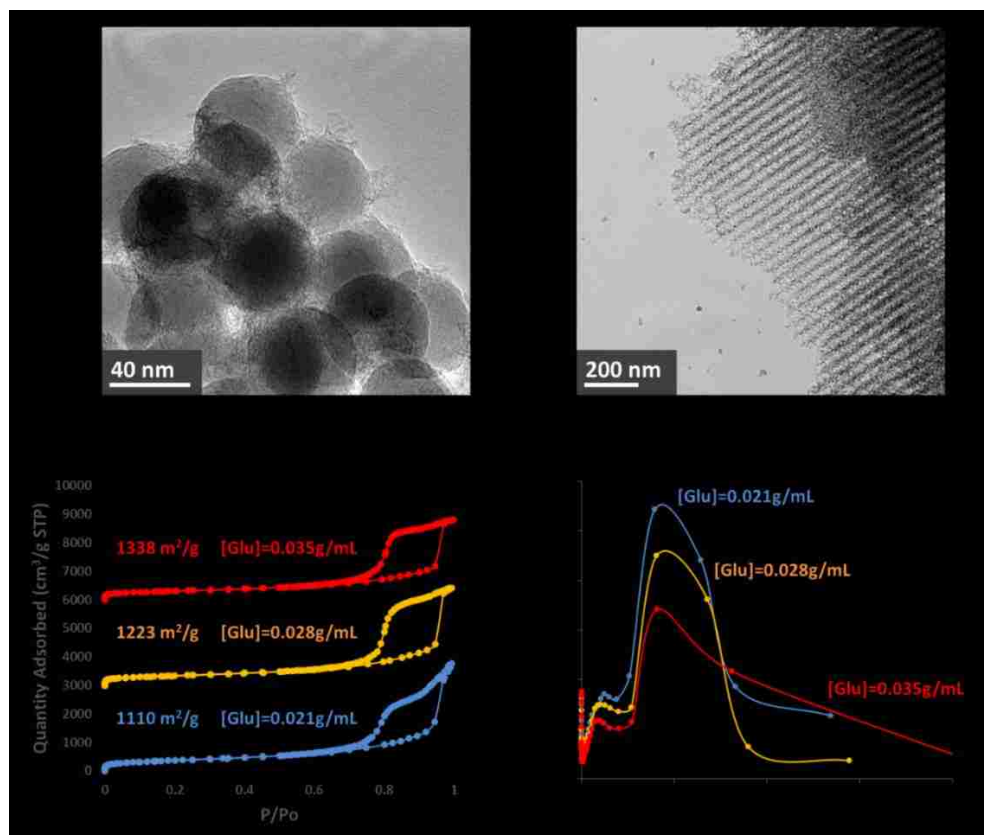 40 nm
200 nm
Quantity Adsorbed (cm³/g STP)
10000
9000
8000
7000
6000
5000
4000
3000
2000
1000
0
1338 m²/g [Glu]=0.035g/mL
1223 m²/g [Glu]=0.028g/mL
1110 m²/g [Glu]=0.021g/mL
0 0.2 0.4 0.6 0.8 1
P/Po
[Glu]=0.021g/mL
[Glu]=0.028g/mL
[Glu]=0.035g/mL